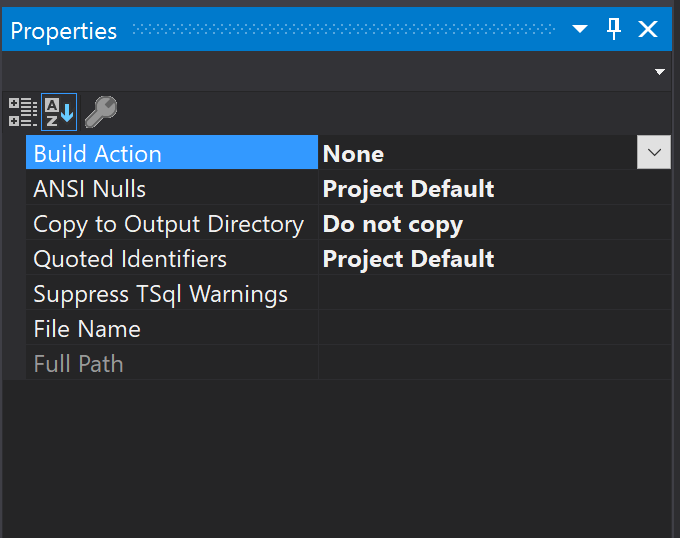 Properties
A
Z
Build Action None
ANSI Nulls Project Default
Copy to Output Directory Do not copy
Quoted Identifiers Project Default
Suppress TSql Warnings
File Name
Full Path